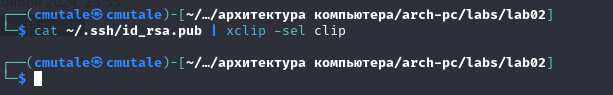 ┌──(cmutale㉿cmutale)-[~/…/архитектура компьютера/arch-pc/labs/lab02]
└─$ cat ~/.ssh/id_rsa.pub | xclip -sel clip
┌──(cmutale㉿cmutale)-[~/…/архитектура компьютера/arch-pc/labs/lab02]
└─$